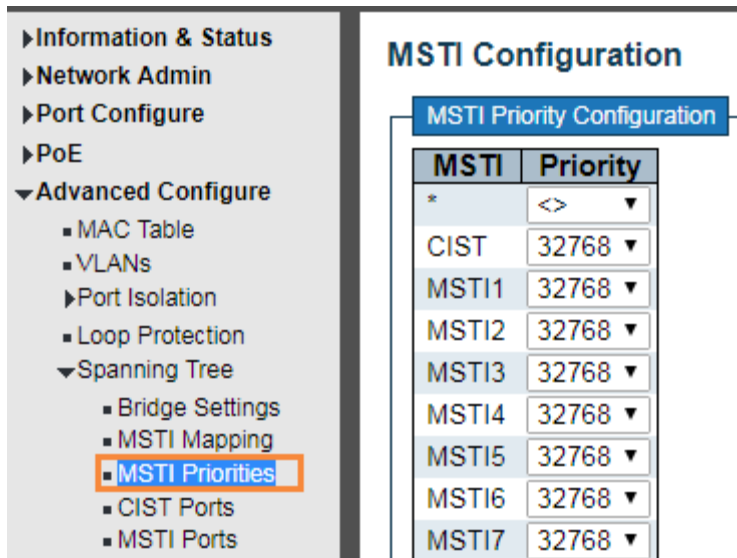 Information & Status
Network Admin
Port Configure
PoE
Advanced Configure
MAC Table
VLANs
Port Isolation
Loop Protection
Spanning Tree
Bridge Settings
MSTI Mapping
MSTI Priorities
CIST Ports
MSTI Ports
MSTI Configuration
MSTI Priority Configuration
MSTI Priority
* <>
CIST 32768
MSTI1 32768
MSTI2 32768
MSTI3 32768
MSTI4 32768
MSTI5 32768
MSTI6 32768
MSTI7 32768